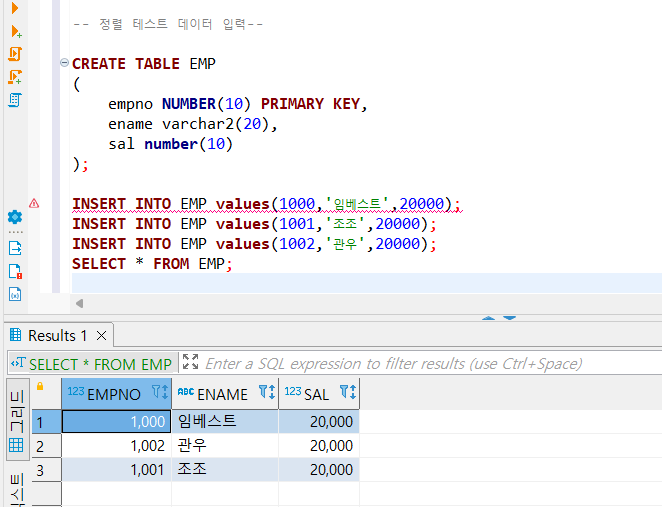 -- 정렬 테스트 데이터 입력--
CREATE TABLE EMP
(
empno NUMBER(10) PRIMARY KEY,
ename varchar2(20),
sal number(10)
);
INSERT INTO EMP values(1000,'임베스트',20000);
INSERT INTO EMP values(1001,'조조',20000);
INSERT INTO EMP values(1002,'관우',20000);
SELECT * FROM EMP;
Results 1
SELECT * FROM EMP Enter a SQL expression to filter results (use Ctrl+Space)
그리드
123 EMPNO ABC ENAME 123 SAL
1 1,000 임베스트 20,000
2 1,002 관우 20,000
3 1,001 조조 20,000